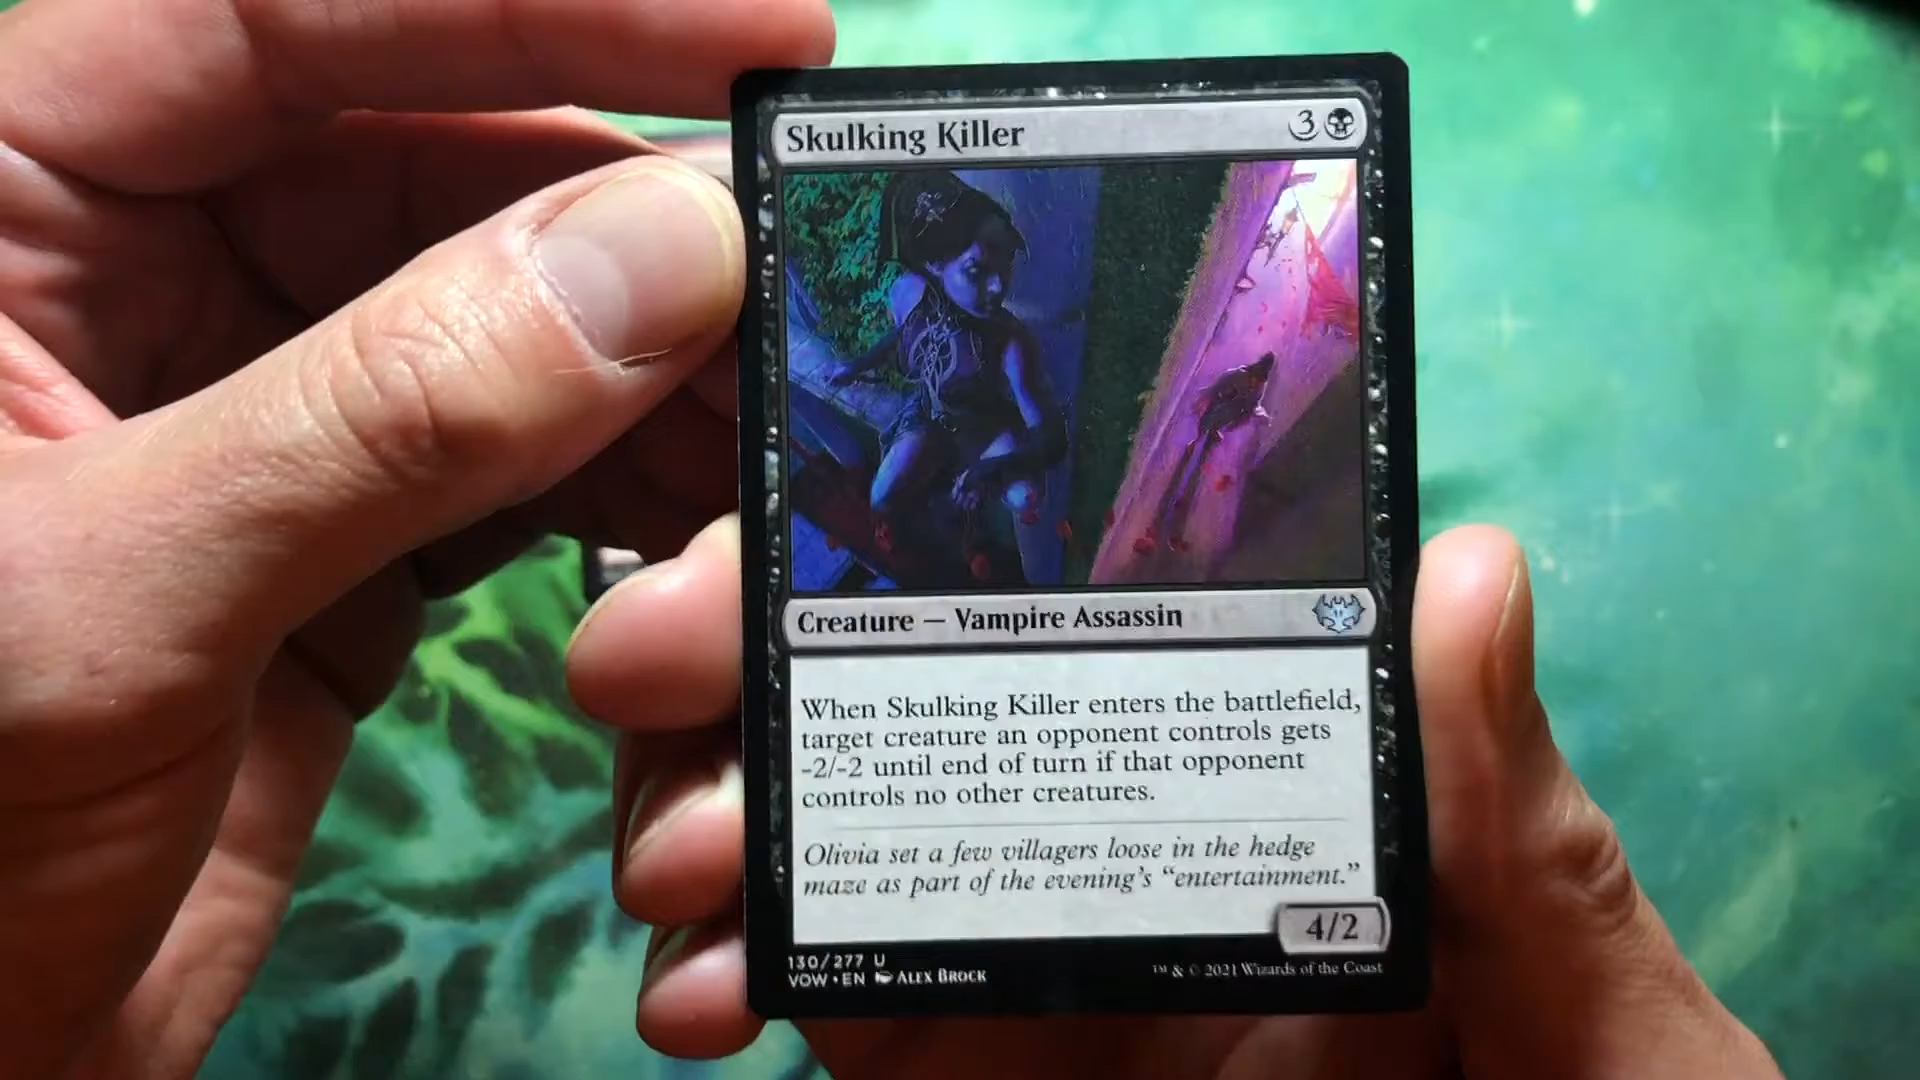 Skulking Killer 3
Creature — Vampire Assassin
When Skulking Killer enters the battlefield,
target creature an opponent controls gets
-2/-2 until end of turn if that opponent
controls no other creatures.
Olivia set a few villagers loose in the hedge
maze as part of the evening's “entertainment.”
4/2
130/277 U
VOW • EN ALEX BROCK
™ & © 2021 Wizards of the Coast